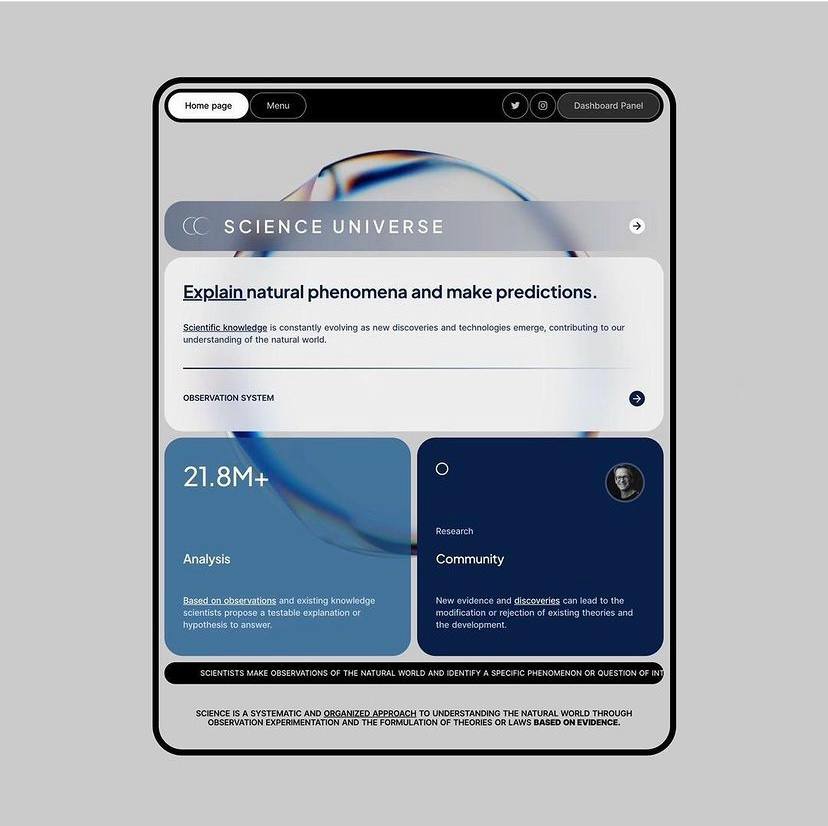 Home page
Menu
Dashboard Panel
SCIENCE UNIVERSE
Explain natural phenomena and make predictions.
Scientific knowledge is constantly evolving as new discoveries and technologies emerge, contributing to our
understanding of the natural world.
OBSERVATION SYSTEM
21.8M+
Analysis
Based on observations and existing knowledge
scientists propose a testable explanation or
hypothesis to answer.
Research
Community
New evidence and discoveries can lead to the
modification or rejection of existing theories and
the development.
SCIENTISTS MAKE OBSERVATIONS OF THE NATURAL WORLD AND IDENTIFY A SPECIFIC PHENOMENON OR QUESTION OF INT
SCIENCE IS A SYSTEMATIC AND ORGANIZED APPROACH TO UNDERSTANDING THE NATURAL WORLD THROUGH
OBSERVATION EXPERIMENTATION AND THE FORMULATION OF THEORIES OR LAWS BASED ON EVIDENCE.